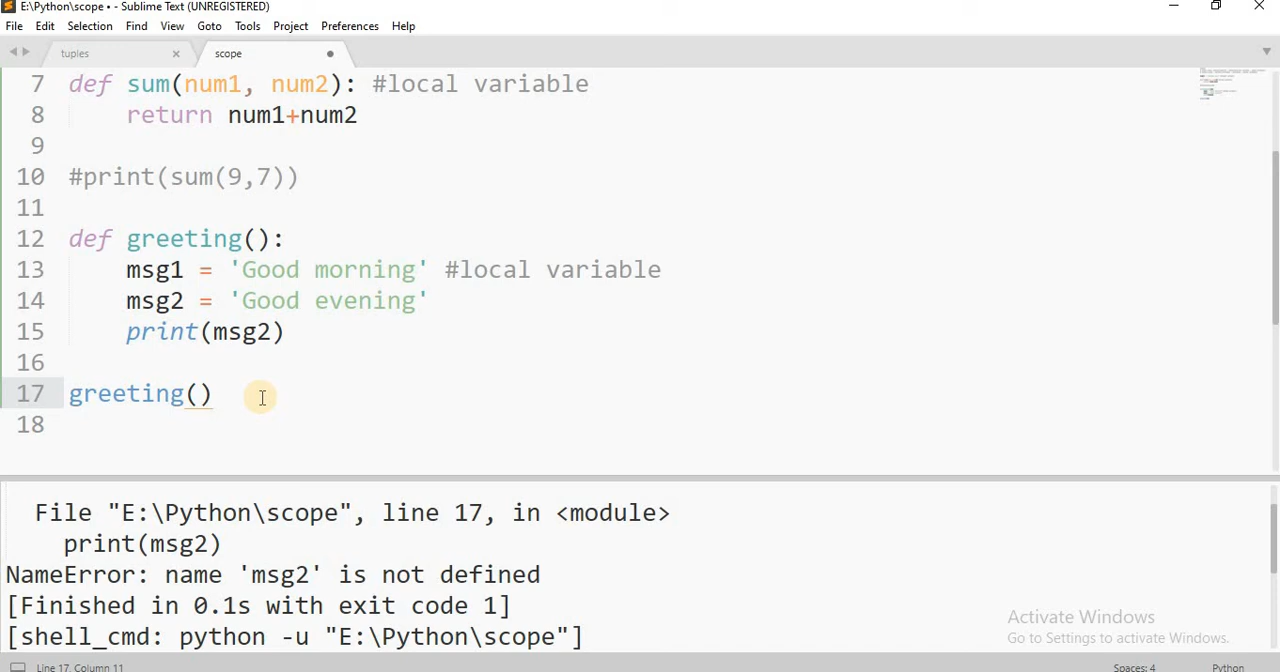 E:\Python\scope • - Sublime Text (UNREGISTERED)
File Edit Selection Find View Goto Tools Project Preferences Help
tuples scope
7 def sum(num1, num2): #local variable
8 return num1+num2
9
10 #print(sum(9,7))
11
12 def greeting():
13 msg1 = 'Good morning' #local variable
14 msg2 = 'Good evening'
15 print(msg2)
16
17 greeting()
18
File "E:\Python\scope", line 17, in <module>
print(msg2)
NameError: name 'msg2' is not defined
[Finished in 0.1s with exit code 1]
[shell_cmd: python -u "E:\Python\scope"]
Activate Windows
Go to Settings to activate Windows.
Line 17, Column 11 Spaces: 4 Python